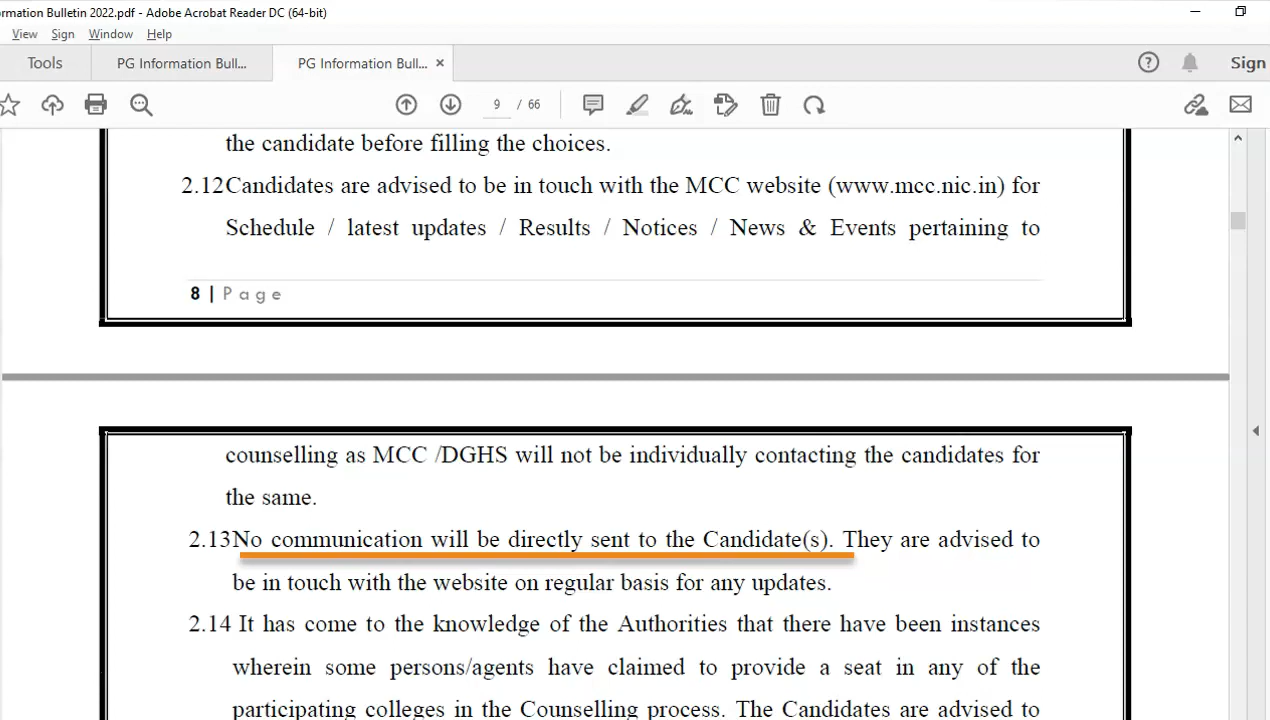 rmation Bulletin 2022.pdf - Adobe Acrobat Reader DC (64-bit)
View Sign Window Help
Tools PG Information Bull... PG Information Bull... × Sign
9 / 66
the candidate before filling the choices.
2.12Candidates are advised to be in touch with the MCC website (www.mcc.nic.in) for
Schedule / latest updates / Results / Notices / News & Events pertaining to
8 | Page
counselling as MCC /DGHS will not be individually contacting the candidates for
the same.
2.13No communication will be directly sent to the Candidate(s). They are advised to
be in touch with the website on regular basis for any updates.
2.14 It has come to the knowledge of the Authorities that there have been instances
wherein some persons/agents have claimed to provide a seat in any of the
participating colleges in the Counselling process. The Candidates are advised to